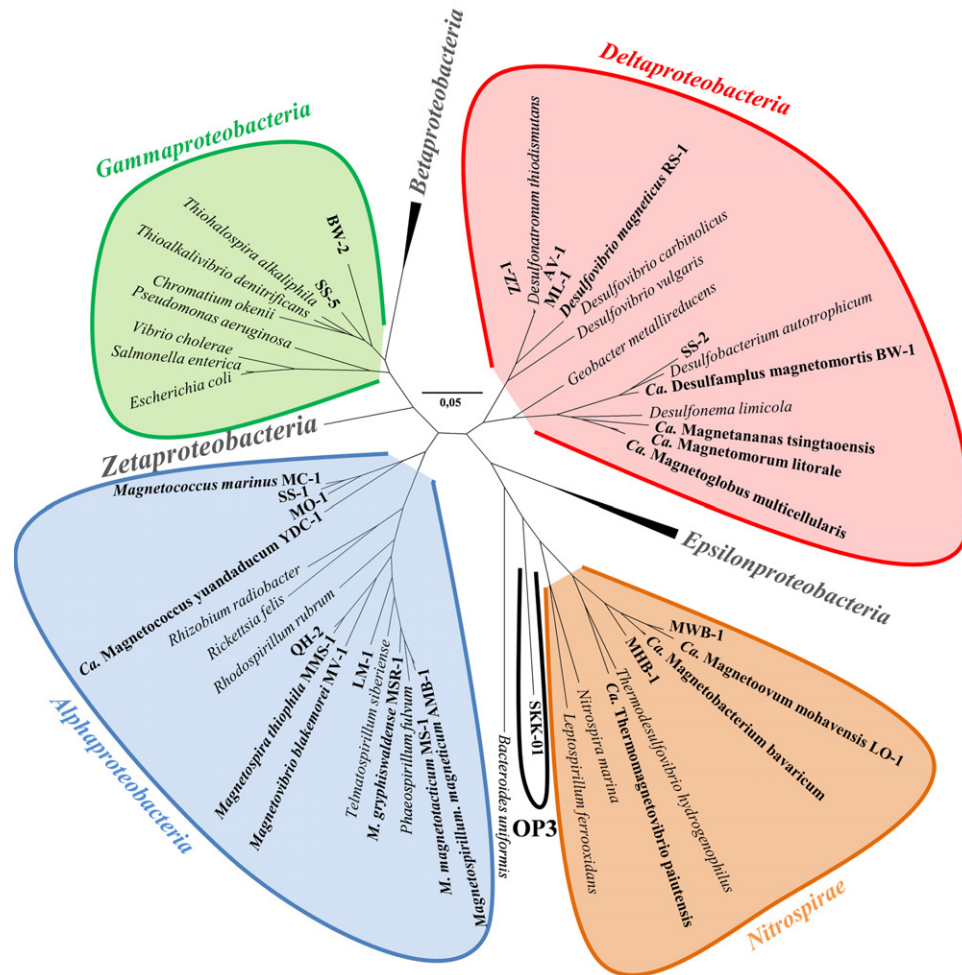 Gammaproteobacteria
Thiohalospira alkaliphila
BW-2
Thioalkalivibrio denitrificans
SS-5
Chromatium okenii
Pseudomonas aeruginosa
Vibrio cholerae
Salmonella enterica
Escherichia coli
Betaproteobacteria
Deltaproteobacteria
ZZ-1
Desulfonatronum thiodismutans
AV-1
ML-1
Desulfovibrio magneticus RS-1
Desulfovibrio carbinolicus
Desulfovibrio vulgaris
Geobacter metallireducens
SS-2
Desulfobacterium autotrophicum
Ca. Desulfamplus magnetomortis BW-1
Desulfonema limicola
Ca. Magnetananas tsingtaoensis
Ca. Magnetomorum litorale
Ca. Magnetoglobus multicellularis
0,05
Zetaproteobacteria
Epsilonproteobacteria
Magnetococcus marinus MC-1
SS-1
MO-1
Ca. Magnetococcus yuandaducum YDC-1
Rhizobium radiobacter
Rickettsia felis
Rhodospirillum rubrum
QH-2
Magnetospira thiophila MMS-1
Magnetovibrio blakemorei MV-1
LM-1
Telmatospirillum siberiense
M. gryphiswaldense MSR-1
Phaeospirillum fulvum
M. magnetotacticum MS-1
Magnetospirillum. magneticum AMB-1
Alphaproteobacteria
Bacteroides uniformis
SKK-01
OP3
Leptospirillum ferrooxidans
Nitrospira marina
Ca. Thermomagnetovibrio paiutensis
Thermodesulfovibrio hydrogenophilus
MHB-1
Ca. Magnetobacterium bavaricum
MWB-1
Ca. Magnetoovum mohavensis LO-1
Nitrospirae